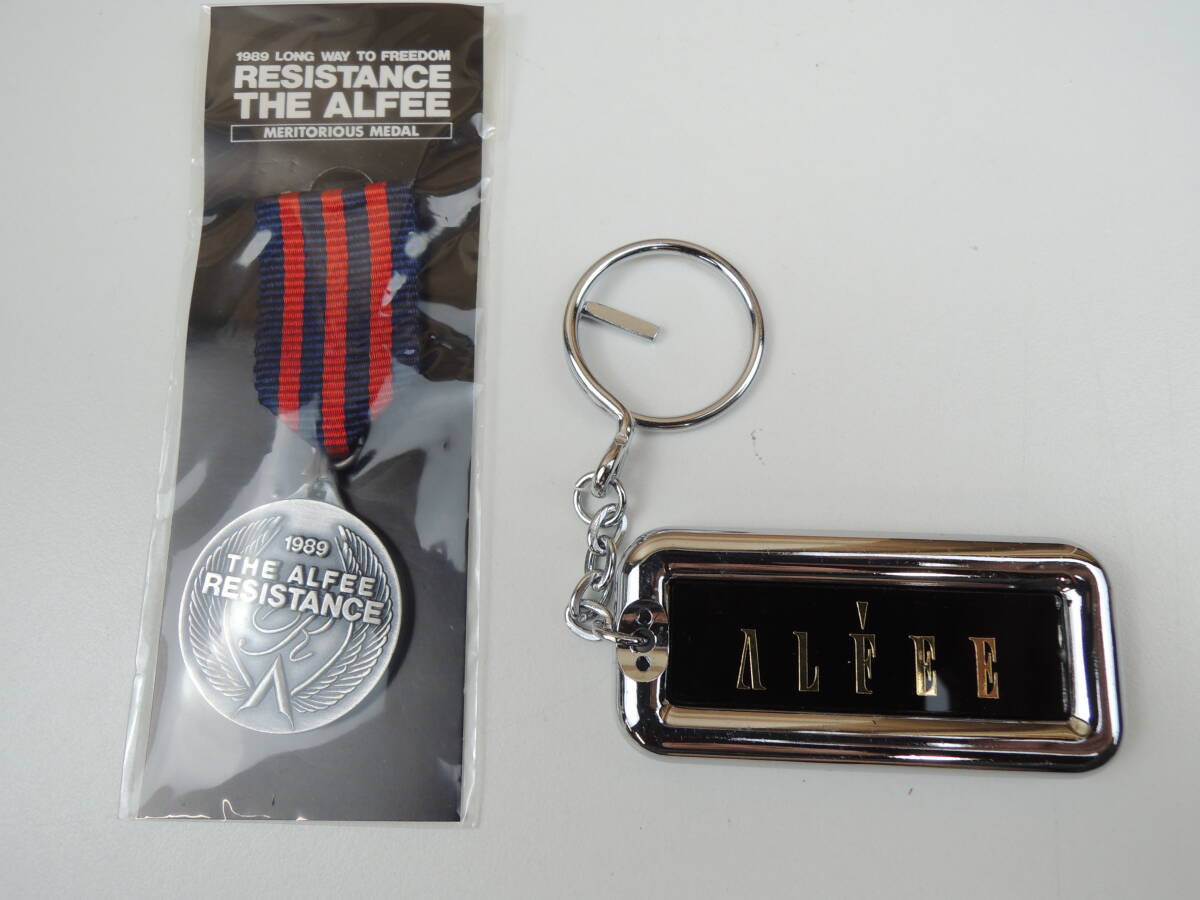 1989 LONG WAY TO FREEDOM
RESISTANCE
THE ALFEE
MERITORIOUS MEDAL
1989
THE ALFEE
RESISTANCE
R
A
ALFEE